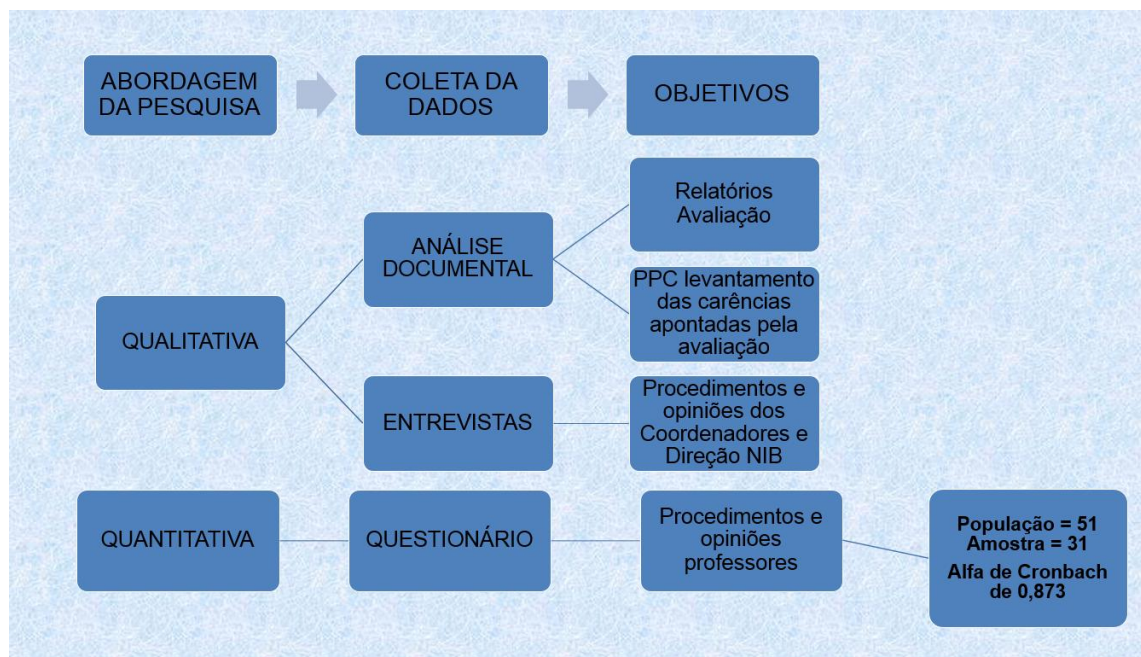 ABORDAGEM
DA PESQUISA
COLETA DA
DADOS
OBJETIVOS
QUALITATIVA
ANÁLISE
DOCUMENTAL
Relatórios
Avaliação
PPC levantamento
das carências
apontadas pela
avaliação
ENTREVISTAS
Procedimentos e
opiniões dos
Coordenadores e
Direção NIB
QUANTITATIVA
QUESTIONÁRIO
Procedimentos e
opiniões
professores
População = 51
Amostra = 31
Alfa de Cronbach
de 0,873